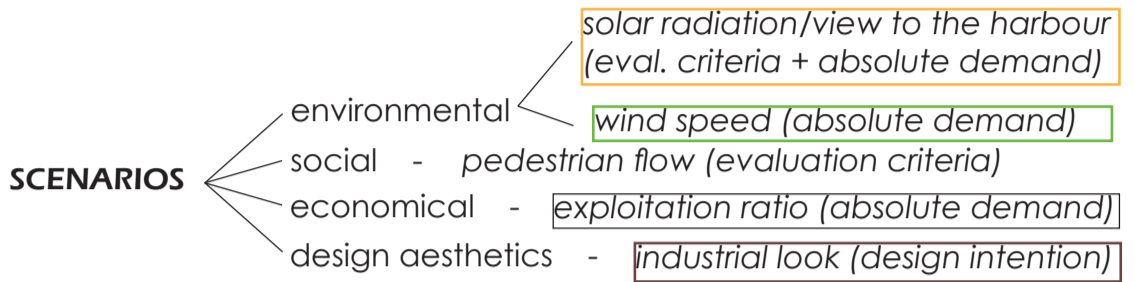 solar radiation/view to the harbour
(eval. criteria + absolute demand)
environmental
wind speed (absolute demand)
SCENARIOS
social - pedestrian flow (evaluation criteria)
economical - exploitation ratio (absolute demand)
design aesthetics - industrial look (design intention)